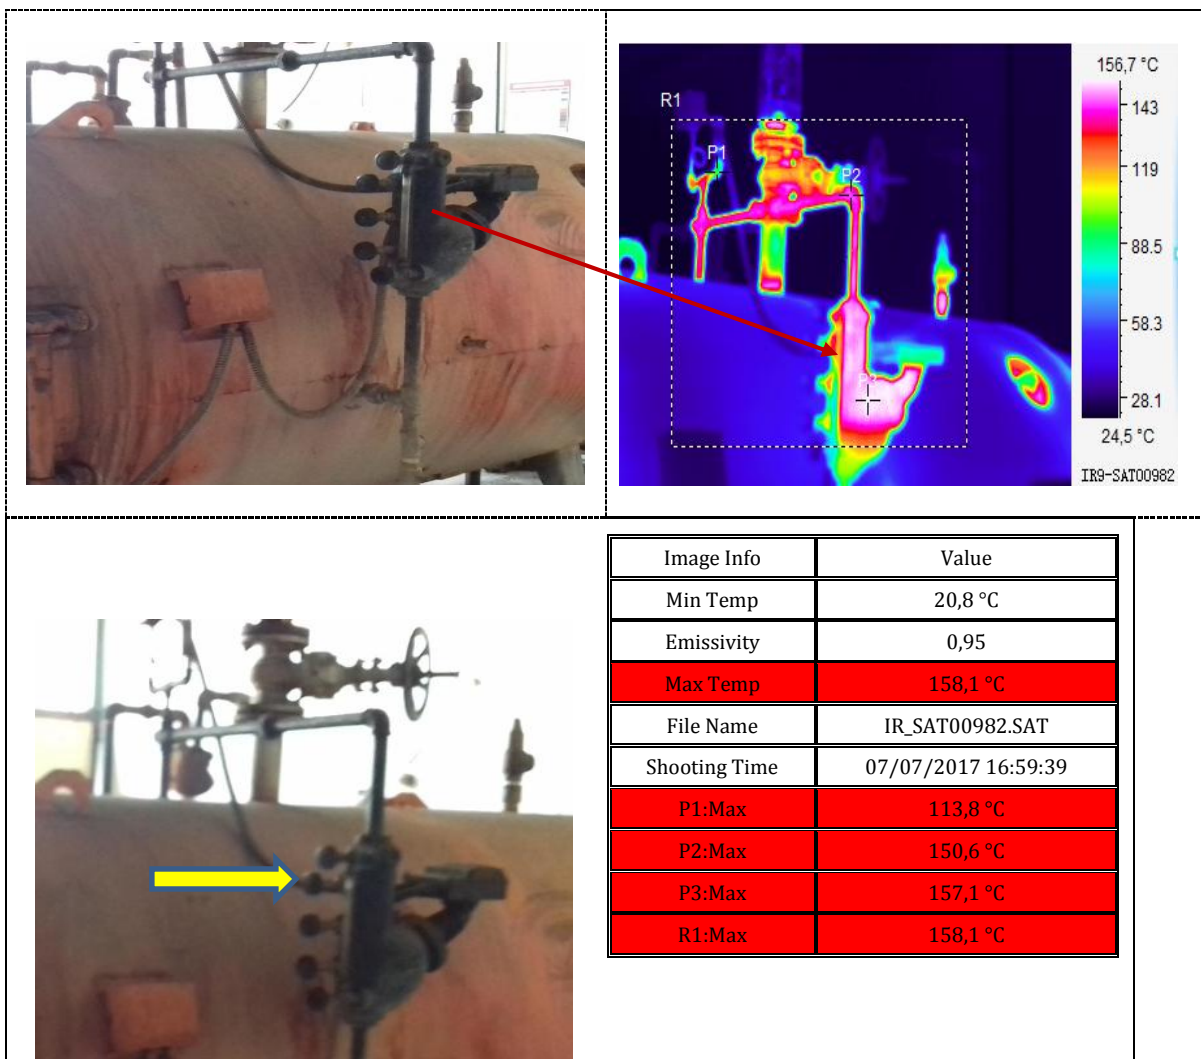 156,7 °C
R1
143
P1
119
P2
88.5
58.3
P3
28.1
24,5 °C
IR9-SAT00982
Image Info Value
Min Temp 20,8 °C
Emissivity 0,95
Max Temp 158,1 °C
File Name IR_SAT00982.SAT
Shooting Time 07/07/2017 16:59:39
P1:Max 113,8 °C
P2:Max 150,6 °C
P3:Max 157,1 °C
R1:Max 158,1 °C